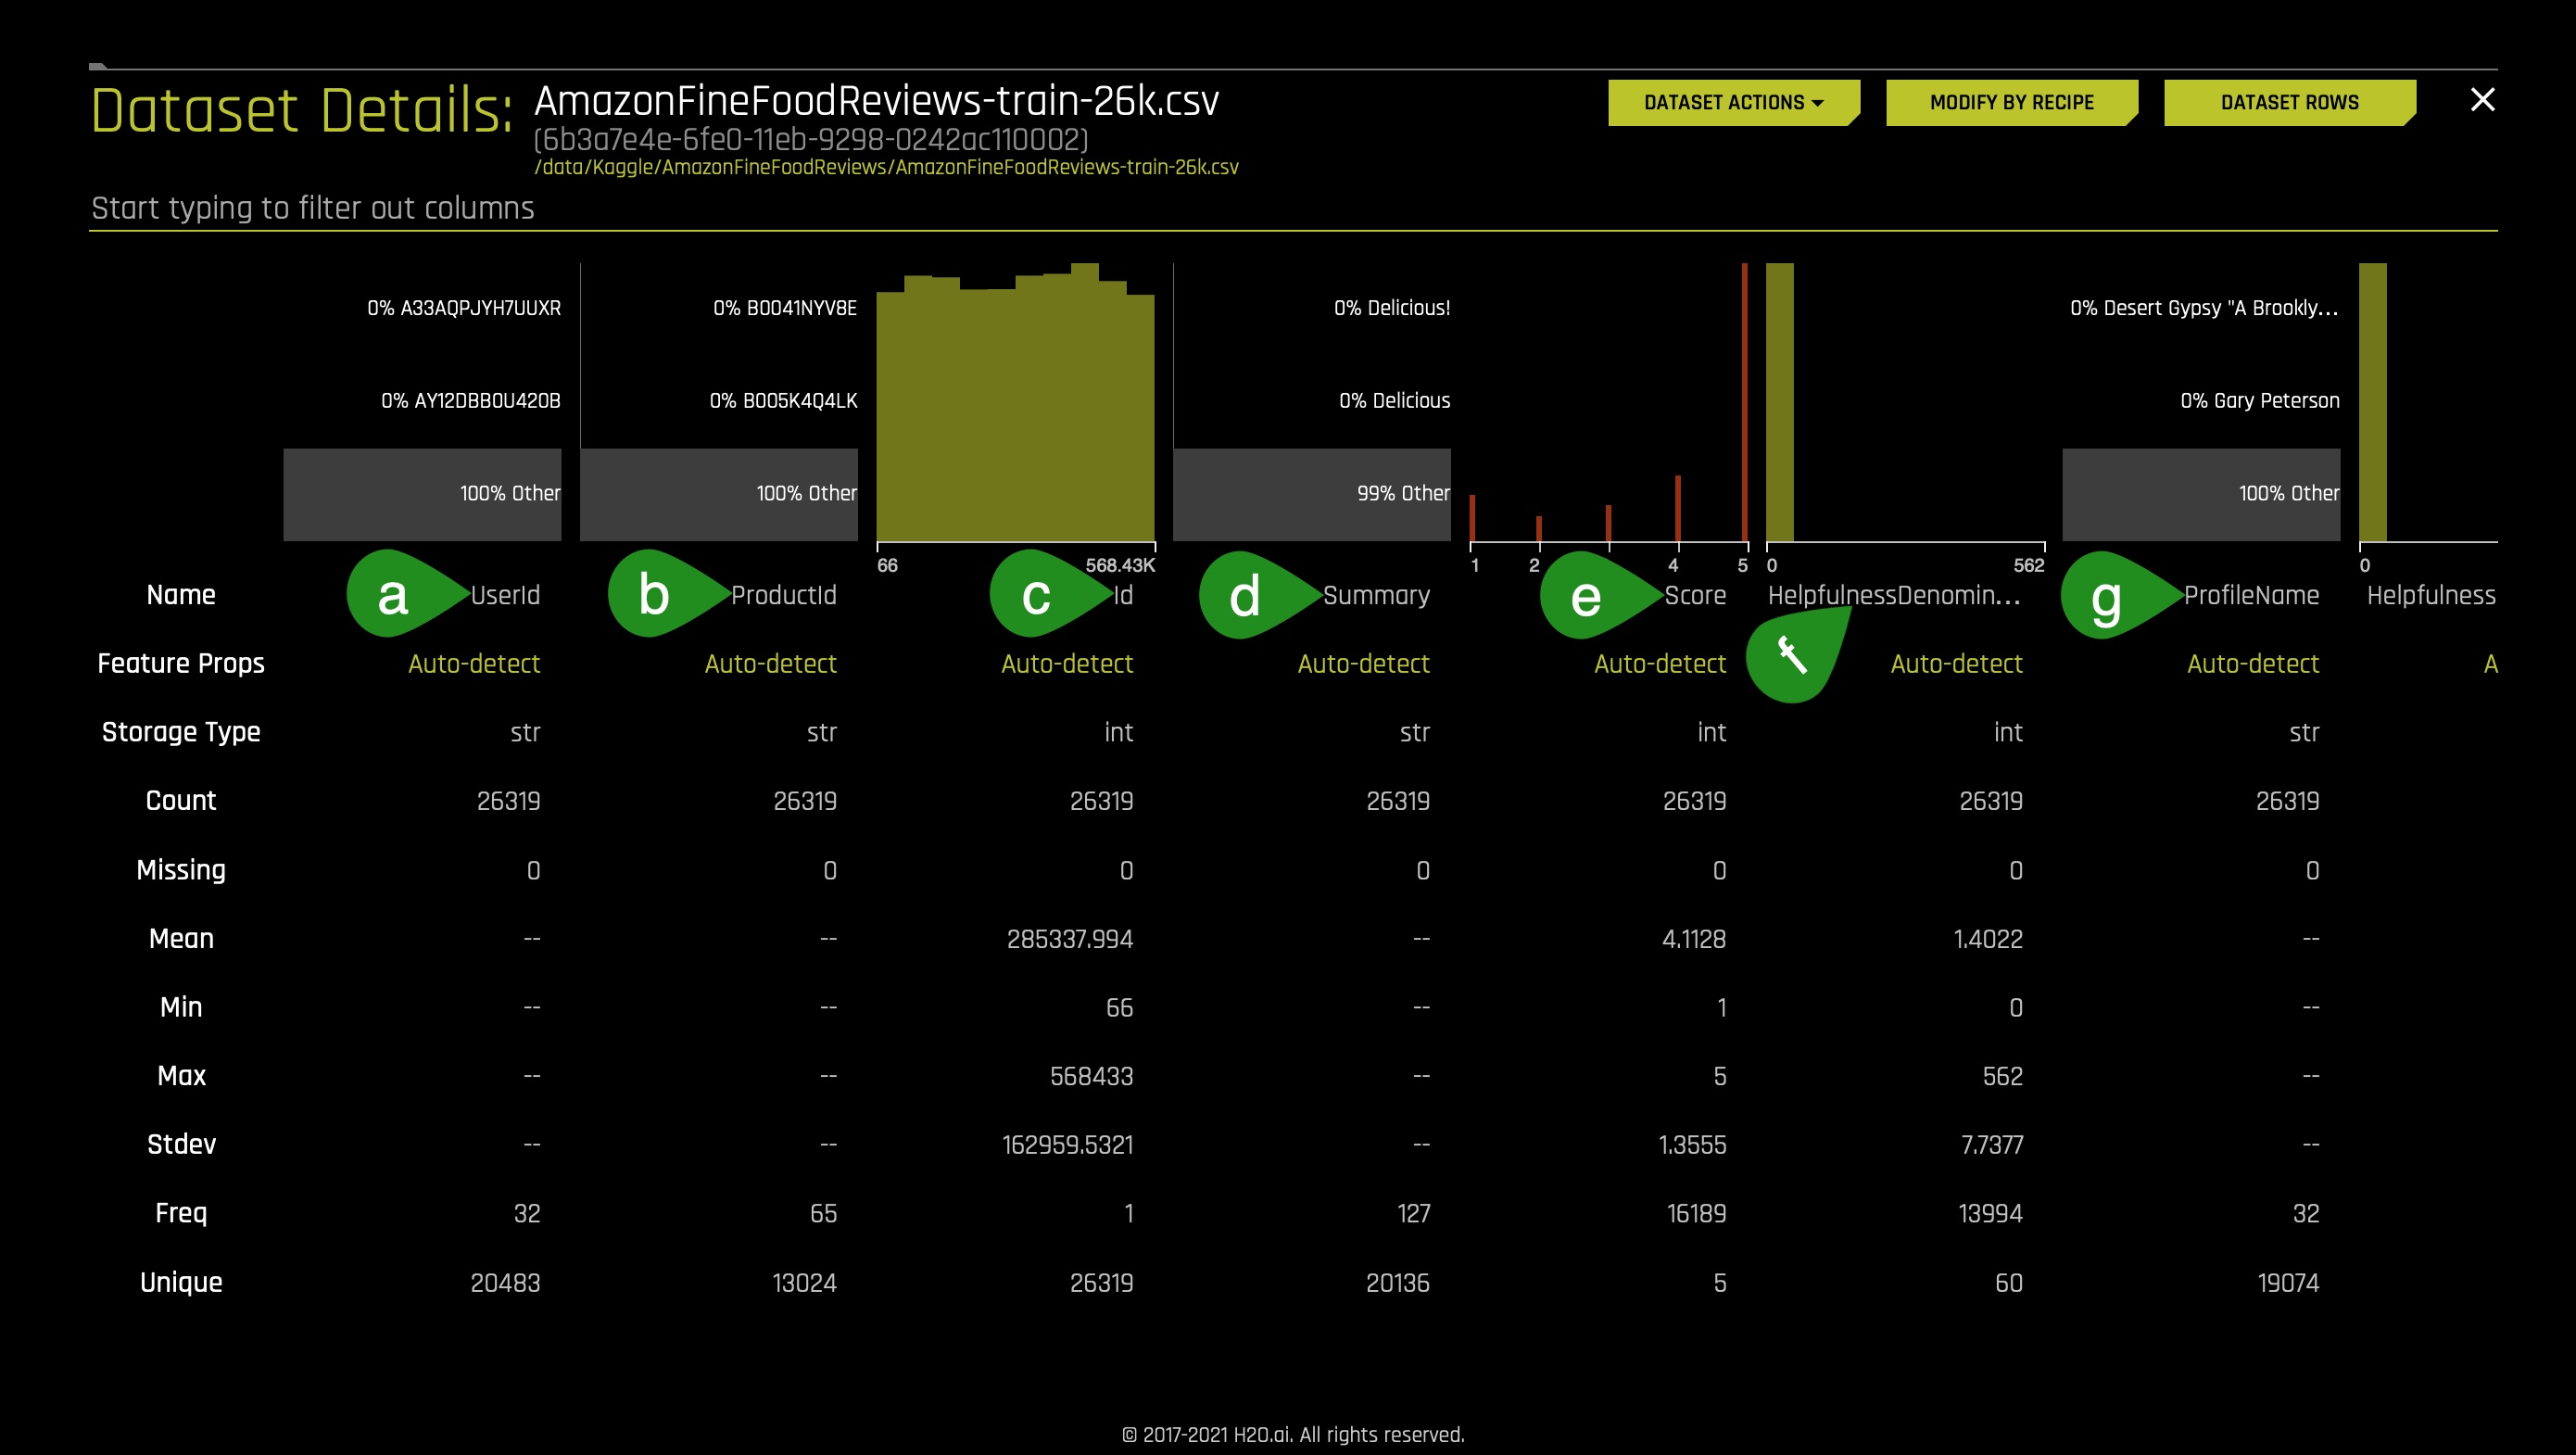 Dataset Details: AmazonFineFoodReviews-train-26k.csv
(6b3a7e4e-6fe0-11eb-9298-0242ac110002)
/data/Kaggle/AmazonFineFoodReviews/AmazonFineFoodReviews-train-26k.csv
DATASET ACTIONS MODIFY BY RECIPE DATASET ROWS
Start typing to filter out columns
0% A33AQPJYH7UUXR 0% B0041NYV8E 0% Delicious! 0% Desert Gypsy "A Brookly...
0% AY12DBB0U420B 0% B005K4Q4LK 0% Delicious 0% Gary Peterson
100% Other 100% Other 99% Other 100% Other
66 568.43K 1 2 4 5 0 562 0
Name a UserId b ProductId c Id d Summary e Score HelpfulnessDenomin... g ProfileName Helpfulness
f
Feature Props Auto-detect Auto-detect Auto-detect Auto-detect Auto-detect Auto-detect Auto-detect A
Storage Type str str int str int int str
Count 26319 26319 26319 26319 26319 26319 26319
Missing 0 0 0 0 0 0 0
Mean -- -- 285337.994 -- 4.1128 1.4022 --
Min -- -- 66 -- 1 0 --
Max -- -- 568433 -- 5 562 --
Stdev -- -- 162959.5321 -- 1.3555 7.7377 --
Freq 32 65 1 127 16189 13994 32
Unique 20483 13024 26319 20136 5 60 19074
© 2017-2021 H2O.ai. All rights reserved.